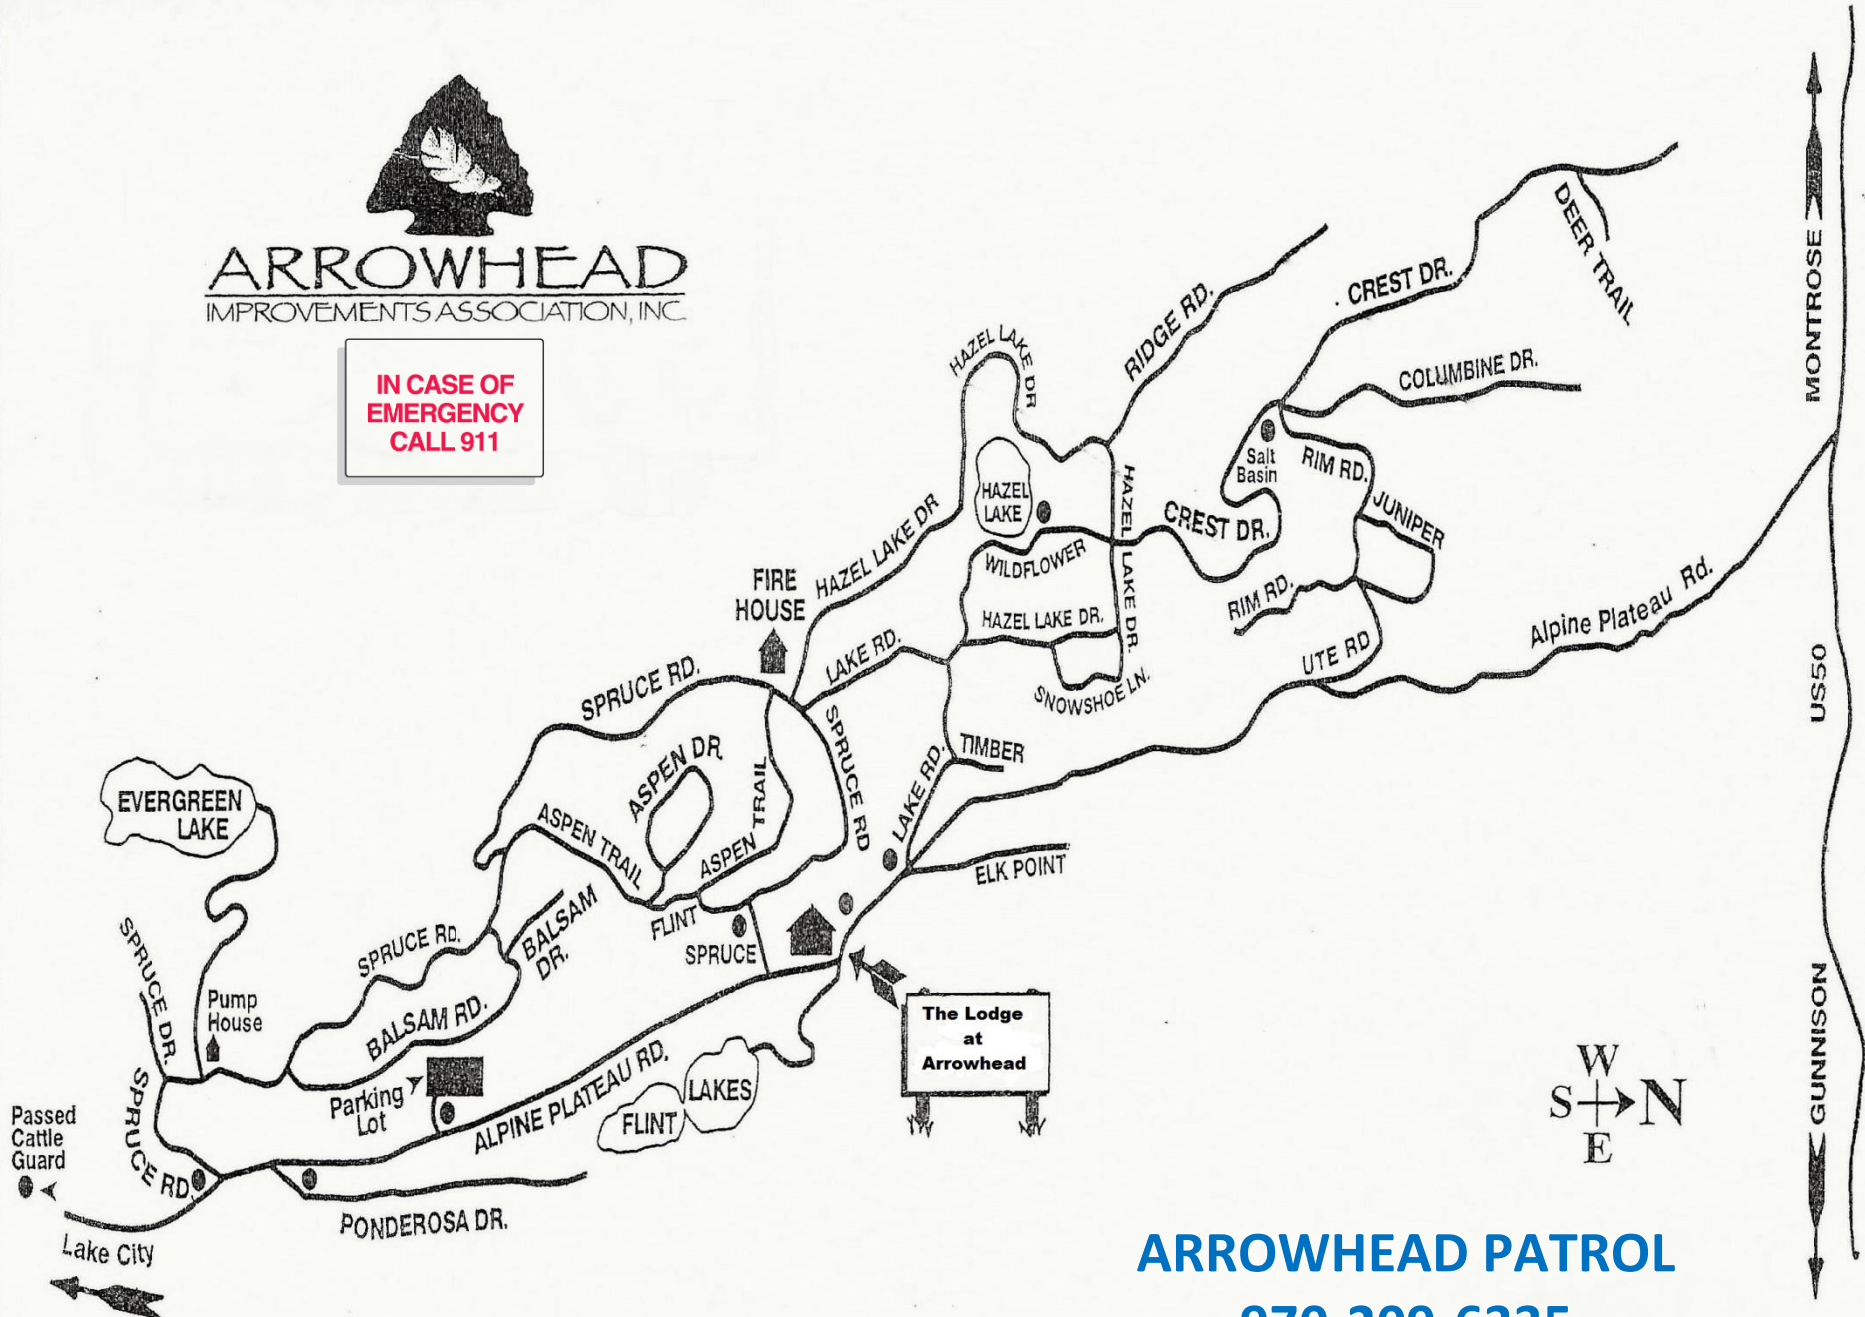 ARROWHEAD
IMPROVEMENTS ASSOCIATION, INC
IN CASE OF
EMERGENCY
CALL 911
DEER TRAIL
MONTROSE
CREST DR.
RIDGE RD.
HAZEL LAKE DR
COLUMBINE DR.
Salt
Basin
RIM RD.
HAZEL
LAKE
JUNIPER
HAZEL LAKE DR.
CREST DR.
HAZEL LAKE DR
WILDFLOWER
FIRE
HOUSE
RIM RD.
HAZEL LAKE DR.
Alpine Plateau Rd.
UTE RD
LAKE RD.
SNOWSHOE LN.
SPRUCE RD.
US50
SPRUCE RD
ASPEN DR
LAKE RD.
TIMBER
ASPEN TRAIL
ASPEN TRAIL
EVERGREEN
LAKE
ELK POINT
FLINT
SPRUCE
BALSAM
DR.
SPRUCE RD.
SPRUCE DR.
Pump
House
BALSAM RD.
The Lodge
at
Arrowhead
GUNNISON
Parking
Lot
ALPINE PLATEAU RD.
LAKES
FLINT
W
S N
E
SPRUCE RD.
Passed
Cattle
Guard
PONDEROSA DR.
Lake City
ARROWHEAD PATROL